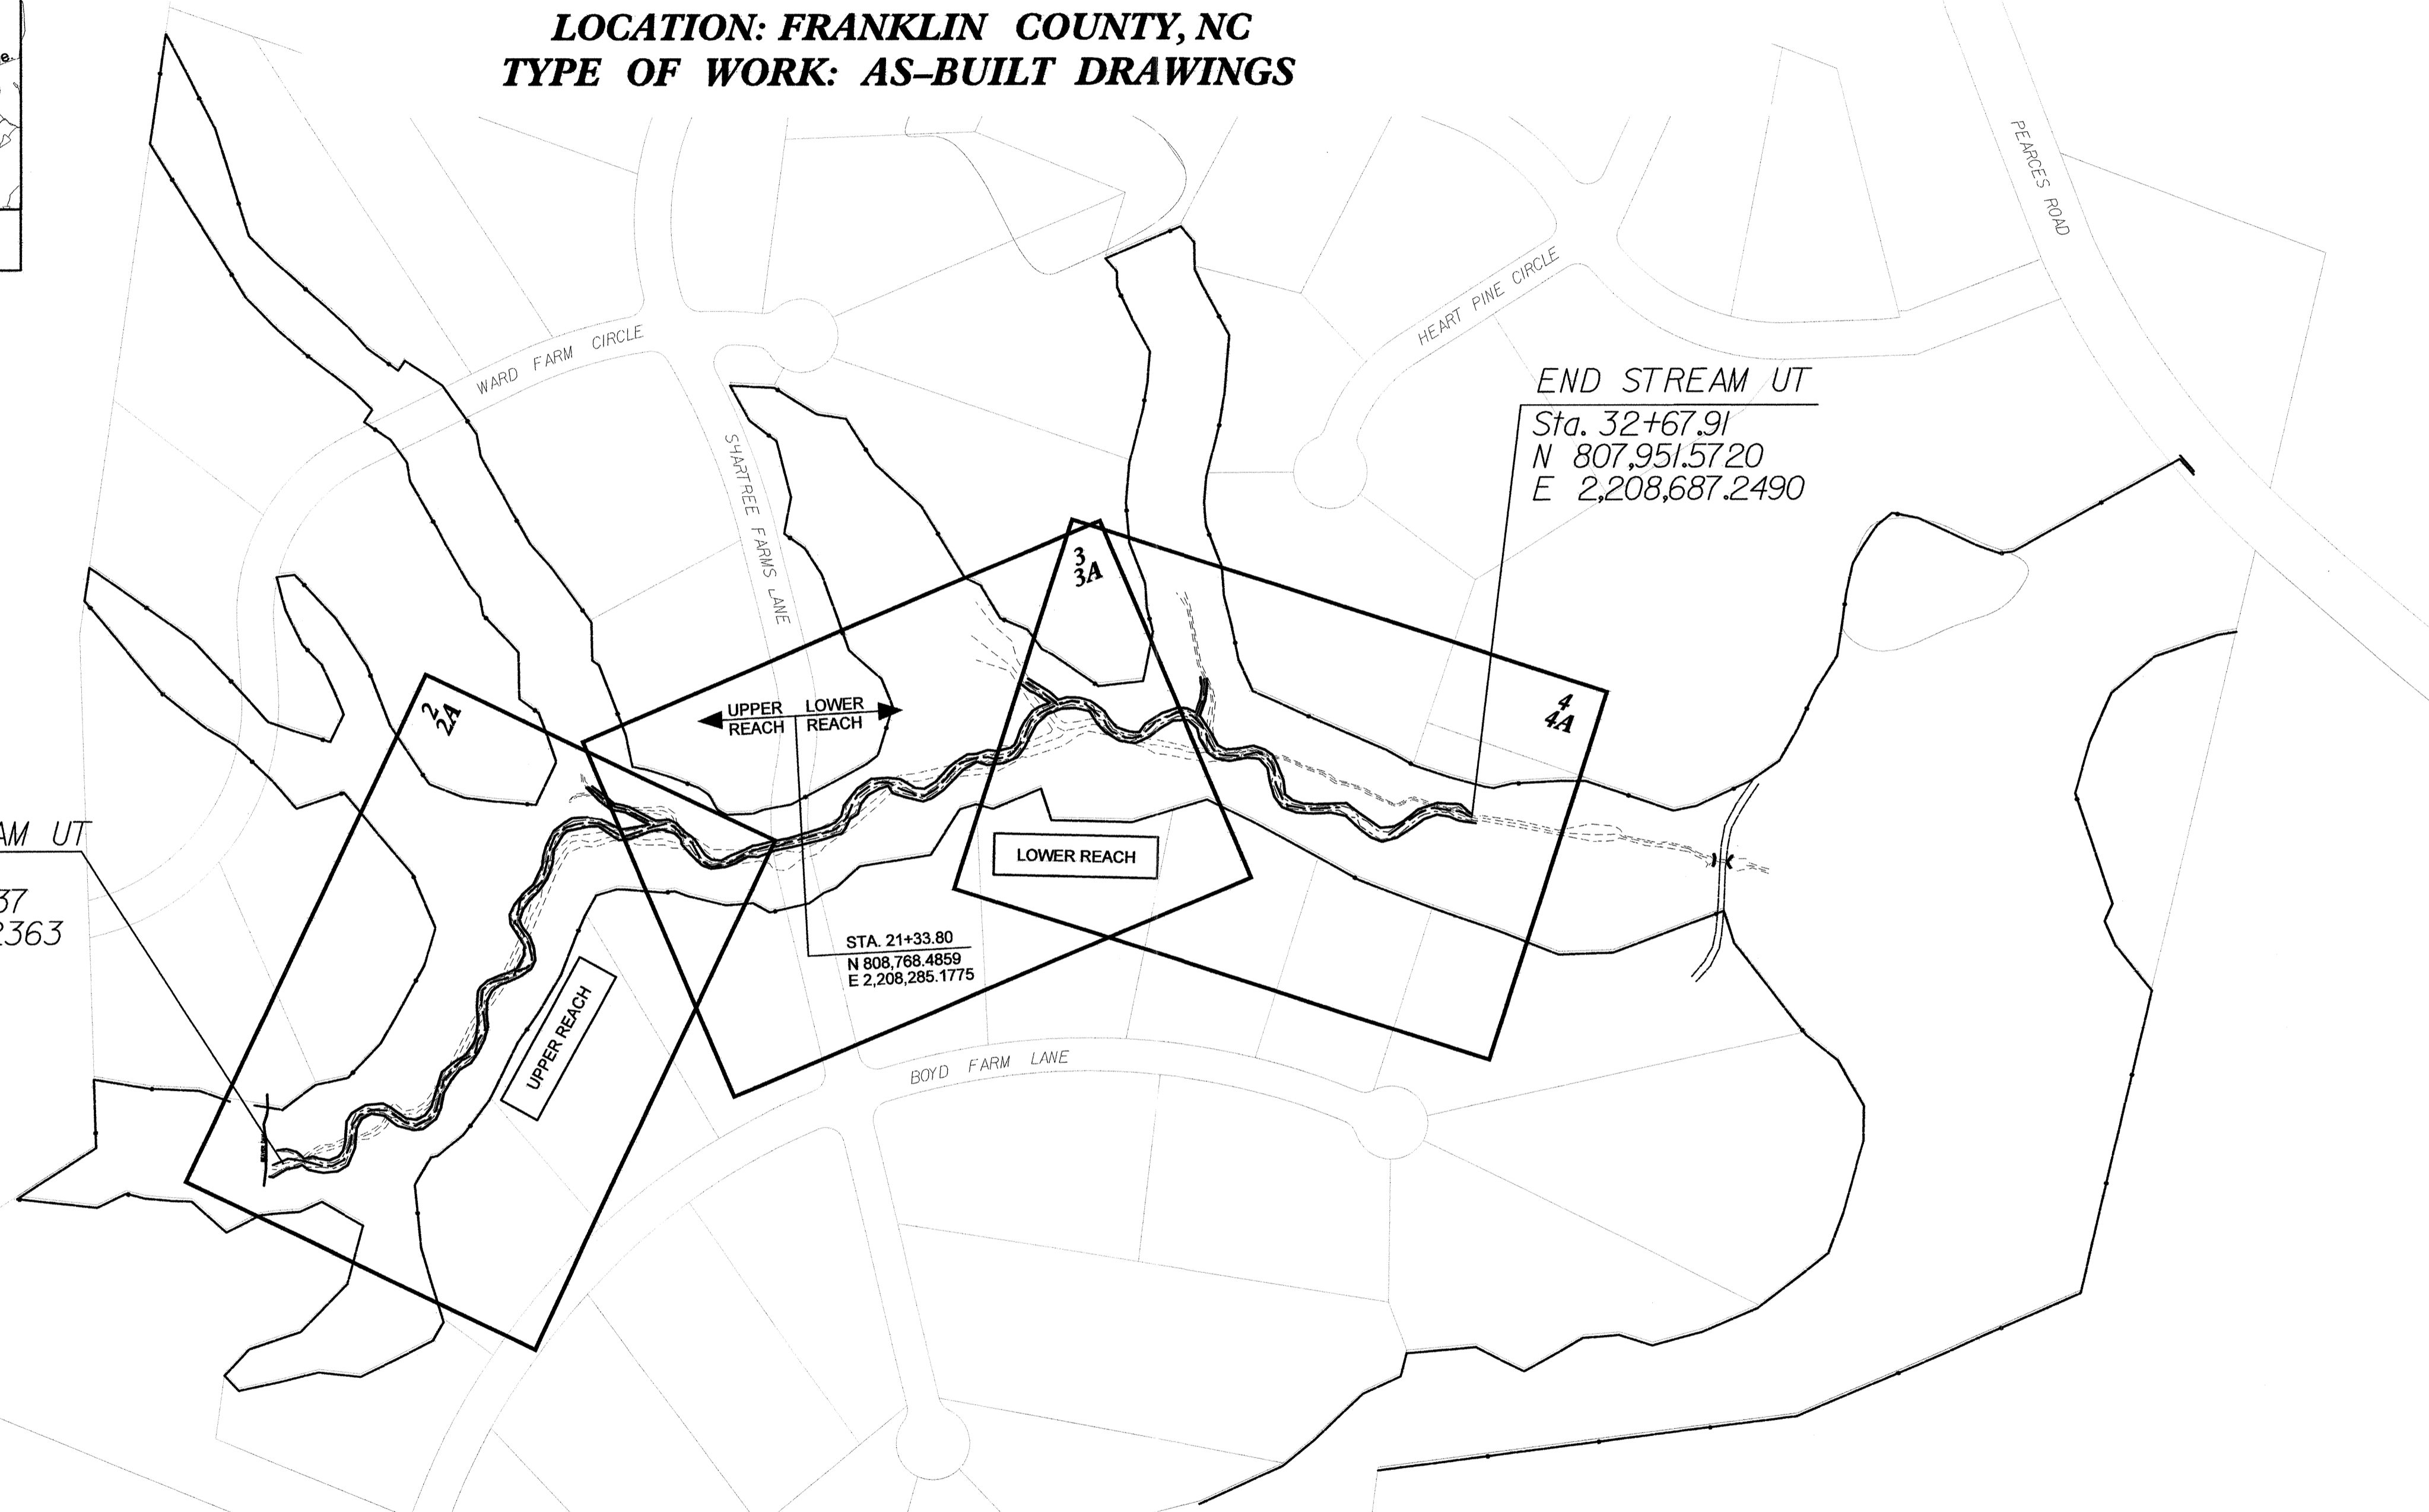 LOCATION: FRANKLIN COUNTY, NC
TYPE OF WORK: AS-BUILT DRAWINGS
PEARCES ROAD
HEART PINE CIRCLE
WARD FARM CIRCLE
SHARTREE FARMS LANE
END STREAM UT
Sta. 32+67.91
N 807,951.5720
E 2,208,687.2490
3
3A
2
2A
4
4A
UPPER REACH
LOWER REACH
AM UT
37
2363
LOWER REACH
STA. 21+33.80
N 808,768.4859
E 2,208,285.1775
UPPER REACH
BOYD FARM LANE